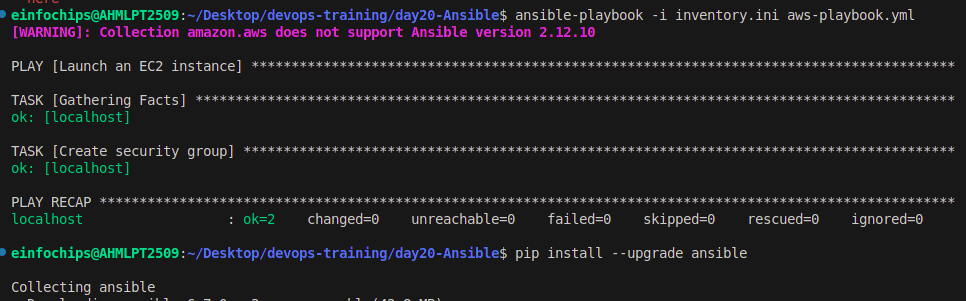 here
einfochips@AHMLPT2509:~/Desktop/devops-training/day20-Ansible$ ansible-playbook -i inventory.ini aws-playbook.yml
[WARNING]: Collection amazon.aws does not support Ansible version 2.12.10
PLAY [Launch an EC2 instance] ****************************************************************************************
TASK [Gathering Facts] ***********************************************************************************************
ok: [localhost]
TASK [Create security group] *****************************************************************************************
ok: [localhost]
PLAY RECAP ***********************************************************************************************************
localhost : ok=2 changed=0 unreachable=0 failed=0 skipped=0 rescued=0 ignored=0
einfochips@AHMLPT2509:~/Desktop/devops-training/day20-Ansible$ pip install --upgrade ansible
Collecting ansible